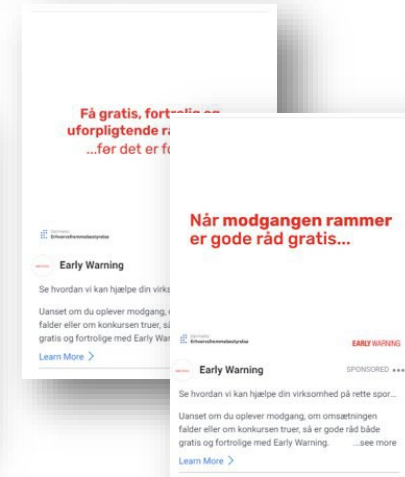 Få gratis, fortrolig og
uforpligtende
...før det er
Danmarks
Erhvervsfremmebestyrelse
Early Warning
Se hvordan vi kan hjælpe din
Uanset om du oplever modgang,
falder eller om konkursen truer,
gratis og fortrolige med Early
Learn More >
Når modgangen rammer
er gode råd gratis...
Danmarks
Erhvervsfremmebestyrelse
EARLY WARNING
Early Warning
SPONSORED
Se hvordan vi kan hjælpe din virksomhed på rette spor...
Uanset om du oplever modgang, om omsætningen
falder eller om konkursen truer, så er gode råd både
gratis og fortrolige med Early Warning. ...see more
Learn More >